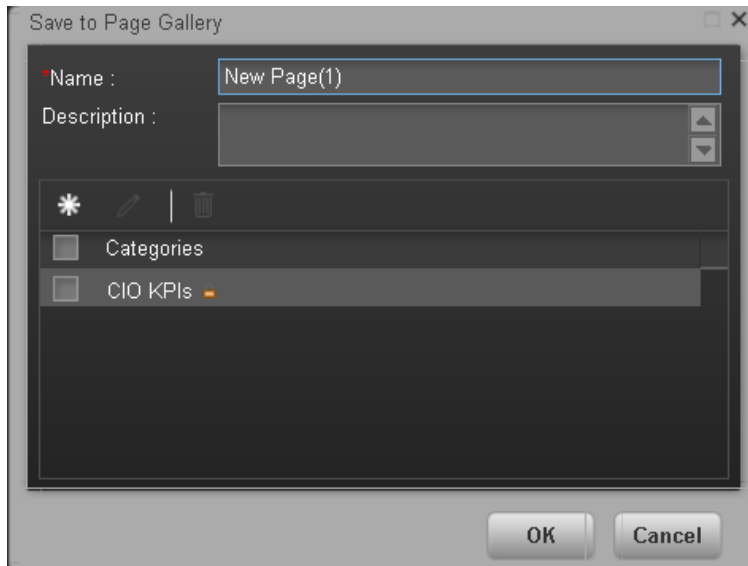 Save to Page Gallery
*Name : New Page(1)
Description :
Categories
CIO KPIs
OK Cancel